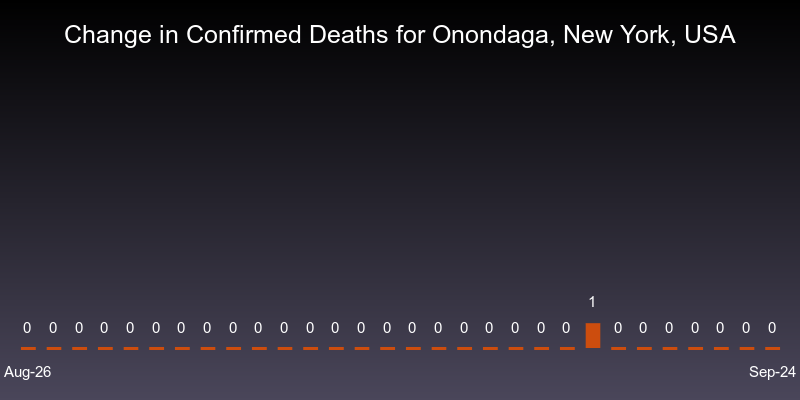 Change in Confirmed Deaths for Onondaga, New York, USA
1
0 0 0 0 0 0 0 0 0 0 0 0 0 0 0 0 0 0 0 0 0 0 0 0 0 0 0 0 0
Aug-26 Sep-24